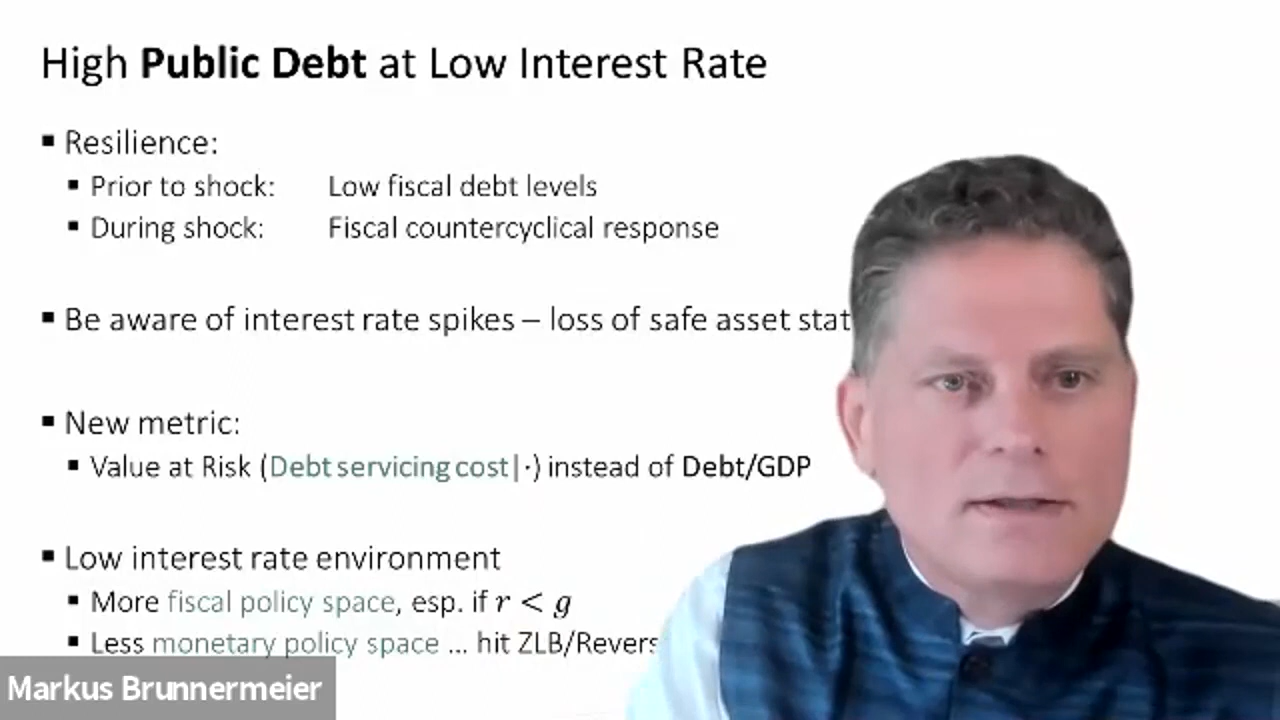 High Public Debt at Low Interest Rate
▪ Resilience:
▪ Prior to shock: Low fiscal debt levels
▪ During shock: Fiscal countercyclical response
▪ Be aware of interest rate spikes – loss of safe asset
▪ New metric:
▪ Value at Risk (Debt servicing cost|·) instead of Debt/GDP
▪ Low interest rate environment
▪ More fiscal policy space, esp. if r < g
▪ Less monetary policy space ... hit ZLB/
Markus Brunnermeier